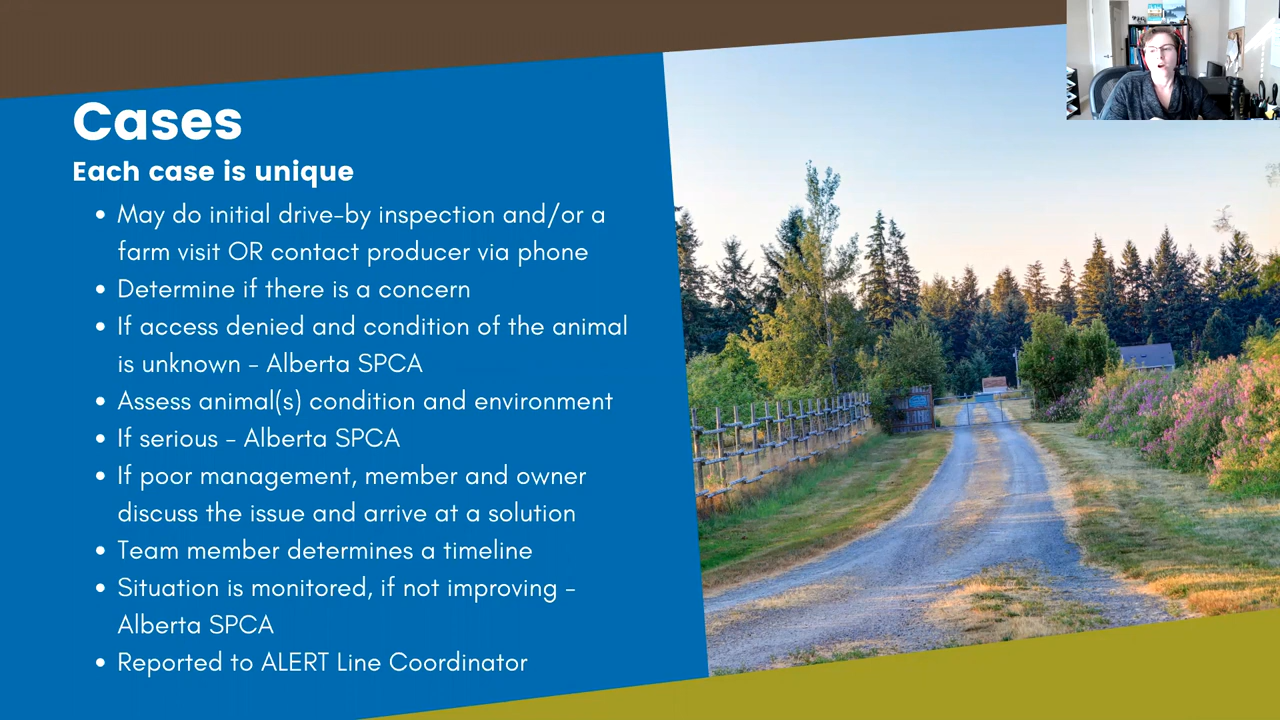 Cases
Each case is unique
• May do initial drive-by inspection and/or a
farm visit OR contact producer via phone
• Determine if there is a concern
• If access denied and condition of the animal
is unknown - Alberta SPCA
• Assess animal(s) condition and environment
• If serious - Alberta SPCA
• If poor management, member and owner
discuss the issue and arrive at a solution
• Team member determines a timeline
• Situation is monitored, if not improving -
Alberta SPCA
• Reported to ALERT Line Coordinator